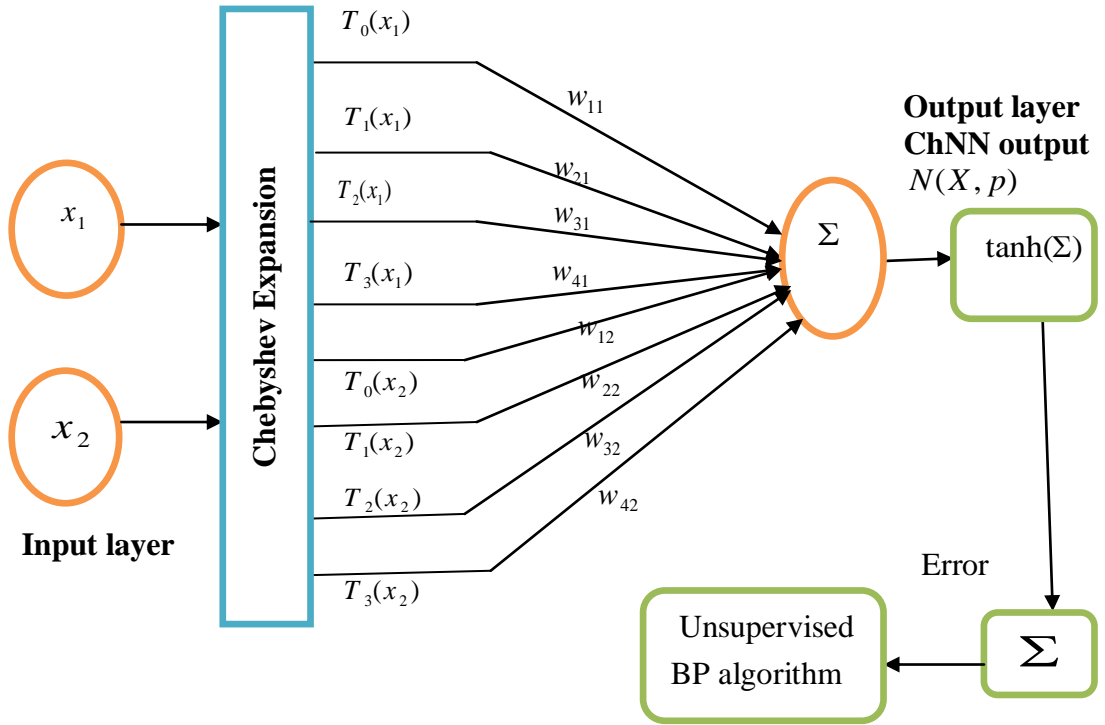 T₀(x₁)
w₁₁
T₁(x₁)
Output layer
ChNN output
N(X, p)
w₂₁
T₂(x₁)
x₁
w₃₁
Σ
tanh(Σ)
T₃(x₁)
w₄₁
Chebyshev Expansion
w₁₂
T₀(x₂)
w₂₂
x₂
T₁(x₂)
w₃₂
T₂(x₂)
w₄₂
Input layer
T₃(x₂)
Error
Unsupervised
BP algorithm
Σ